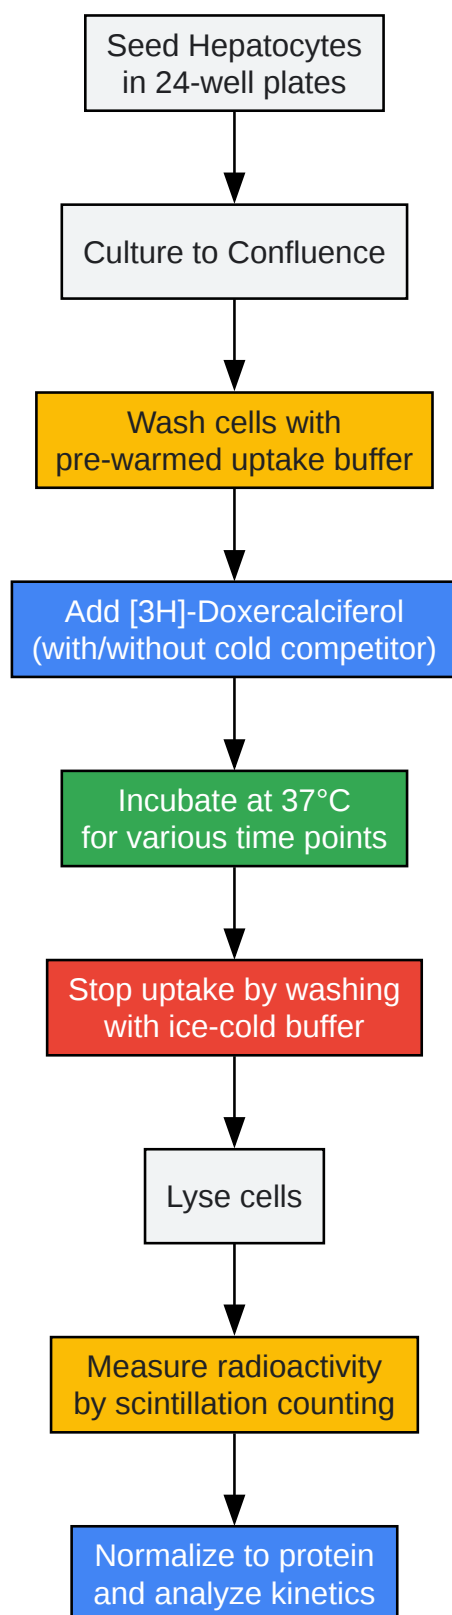 Seed Hepatocytes
in 24-well plates
Culture to Confluence
Wash cells with
pre-warmed uptake buffer
Add [3H]-Doxercalciferol
(with/without cold competitor)
Incubate at 37°C
for various time points
Stop uptake by washing
with ice-cold buffer
Lyse cells
Measure radioactivity
by scintillation counting
Normalize to protein
and analyze kinetics